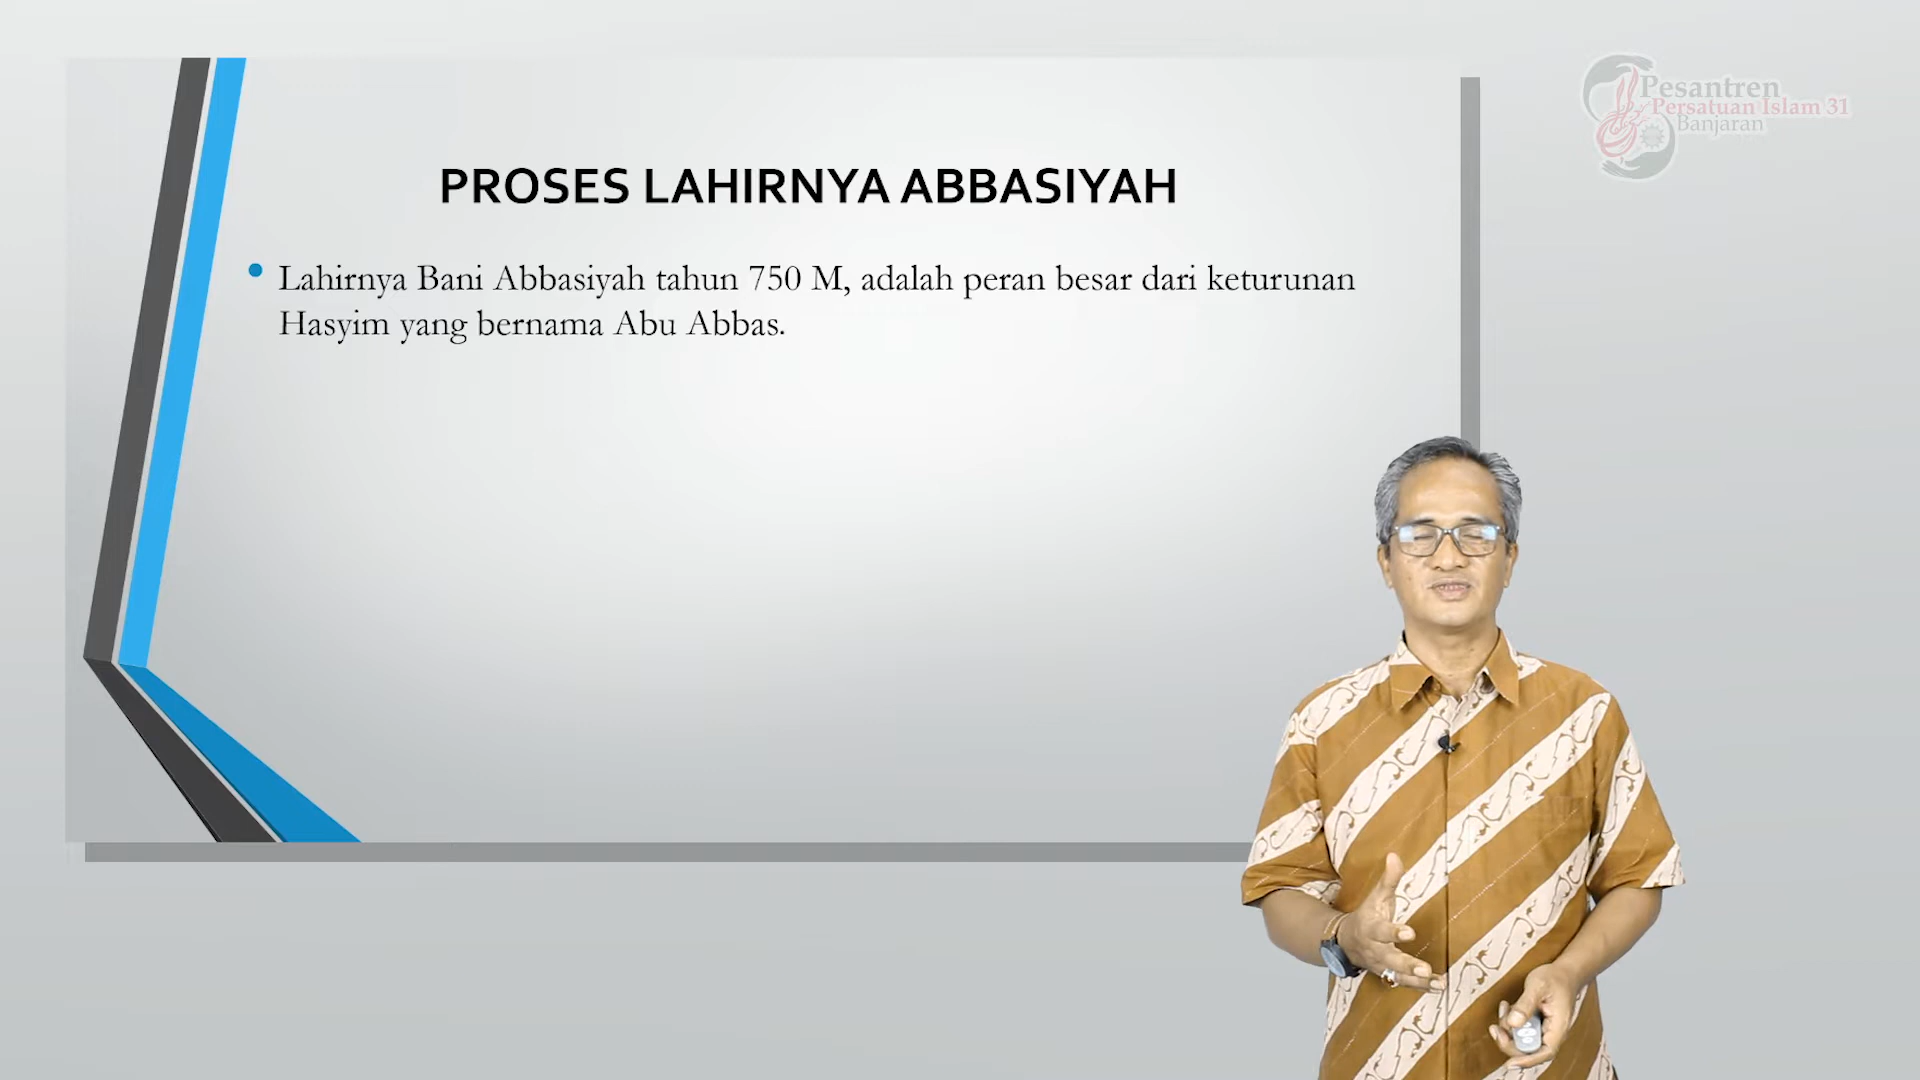 Pesantren
Persatuan Islam 31
Banjaran
PROSES LAHIRNYA ABBASIYAH
• Lahirnya Bani Abbasiyah tahun 750 M, adalah peran besar dari keturunan
Hasyim yang bernama Abu Abbas.